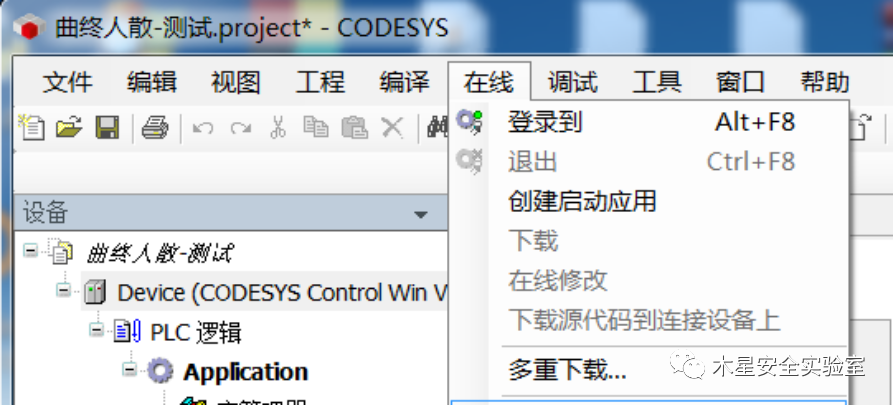 曲终人散-测试.project* - CODESYS
文件 编辑 视图 工程 编译 在线 调试 工具 窗口 帮助
登录到 Alt+F8
退出 Ctrl+F8
创建启动应用
下载
在线修改
下载源代码到连接设备上
多重下载...
设备
曲终人散-测试
Device (CODESYS Control Win V
PLC 逻辑
Application
木星安全实验室